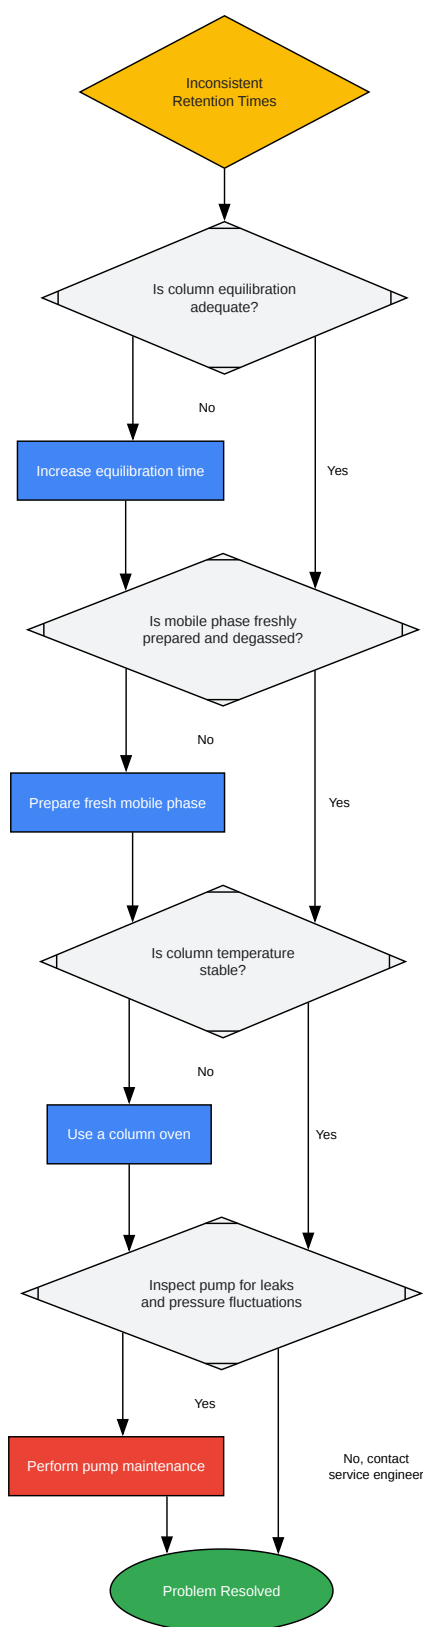 Inconsistent
Retention Times
Is column equilibration
adequate?
No
Increase equilibration time
Yes
Is mobile phase freshly
prepared and degassed?
No
Prepare fresh mobile phase
Yes
Is column temperature
stable?
No
Use a column oven
Yes
Inspect pump for leaks
and pressure fluctuations
Yes
Perform pump maintenance
No, contact
service engineer
Problem Resolved